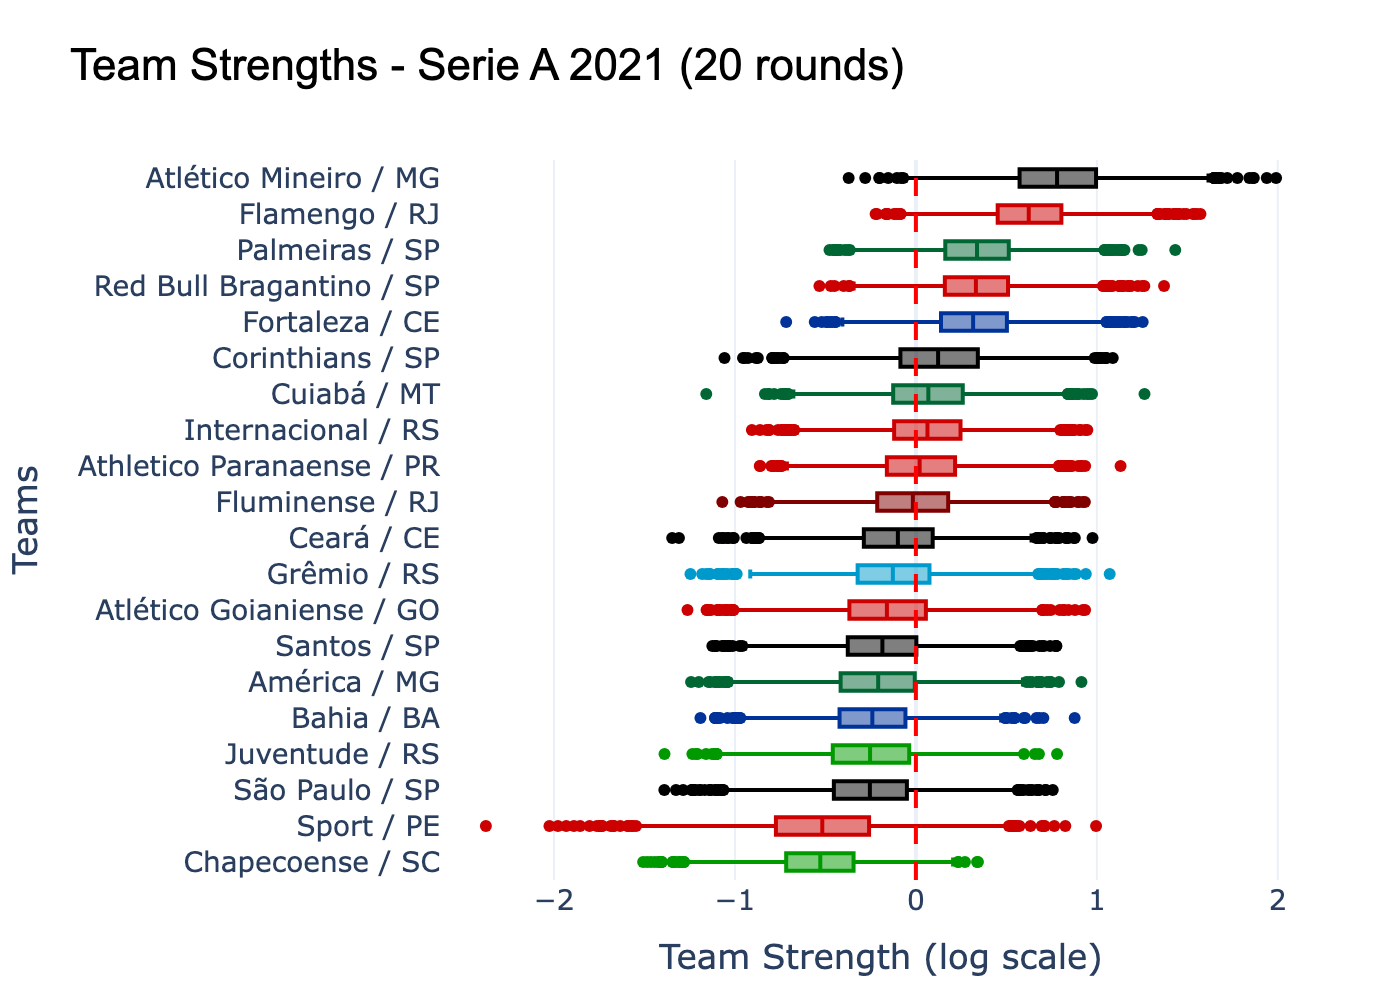 Team Strengths - Serie A 2021 (20 rounds)
Atlético Mineiro / MG
Flamengo / RJ
Palmeiras / SP
Red Bull Bragantino / SP
Fortaleza / CE
Corinthians / SP
Cuiabá / MT
Internacional / RS
Athletico Paranaense / PR
Fluminense / RJ
Ceará / CE
Grêmio / RS
Atlético Goianiense / GO
Santos / SP
América / MG
Bahia / BA
Juventude / RS
São Paulo / SP
Sport / PE
Chapecoense / SC
Teams
−2 −1 0 1 2
Team Strength (log scale)